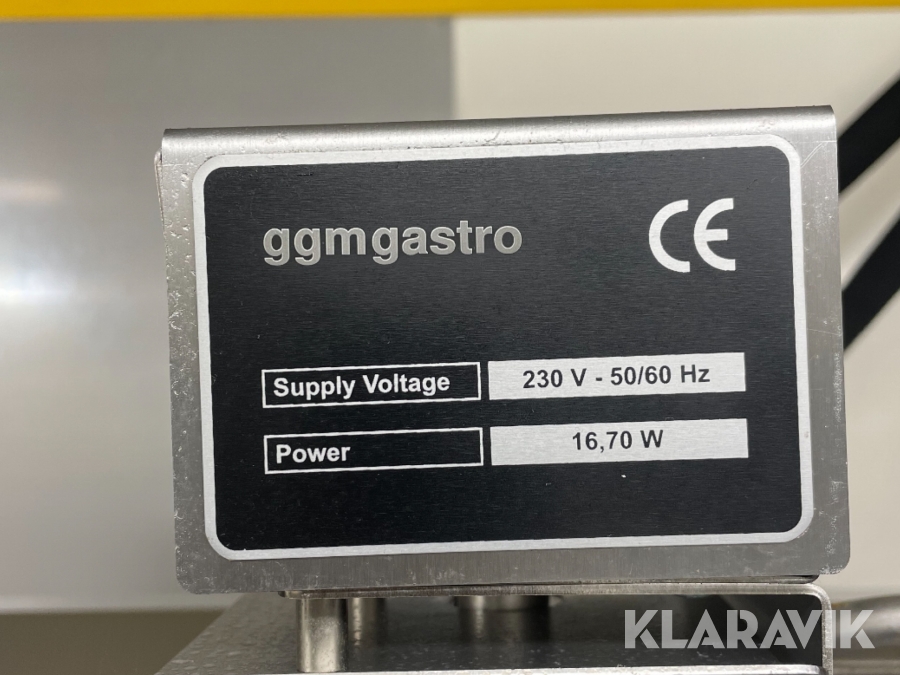 ggmgastro
CE
Supply Voltage
230 V - 50/60 Hz
Power
16,70 W
KLARAVIK